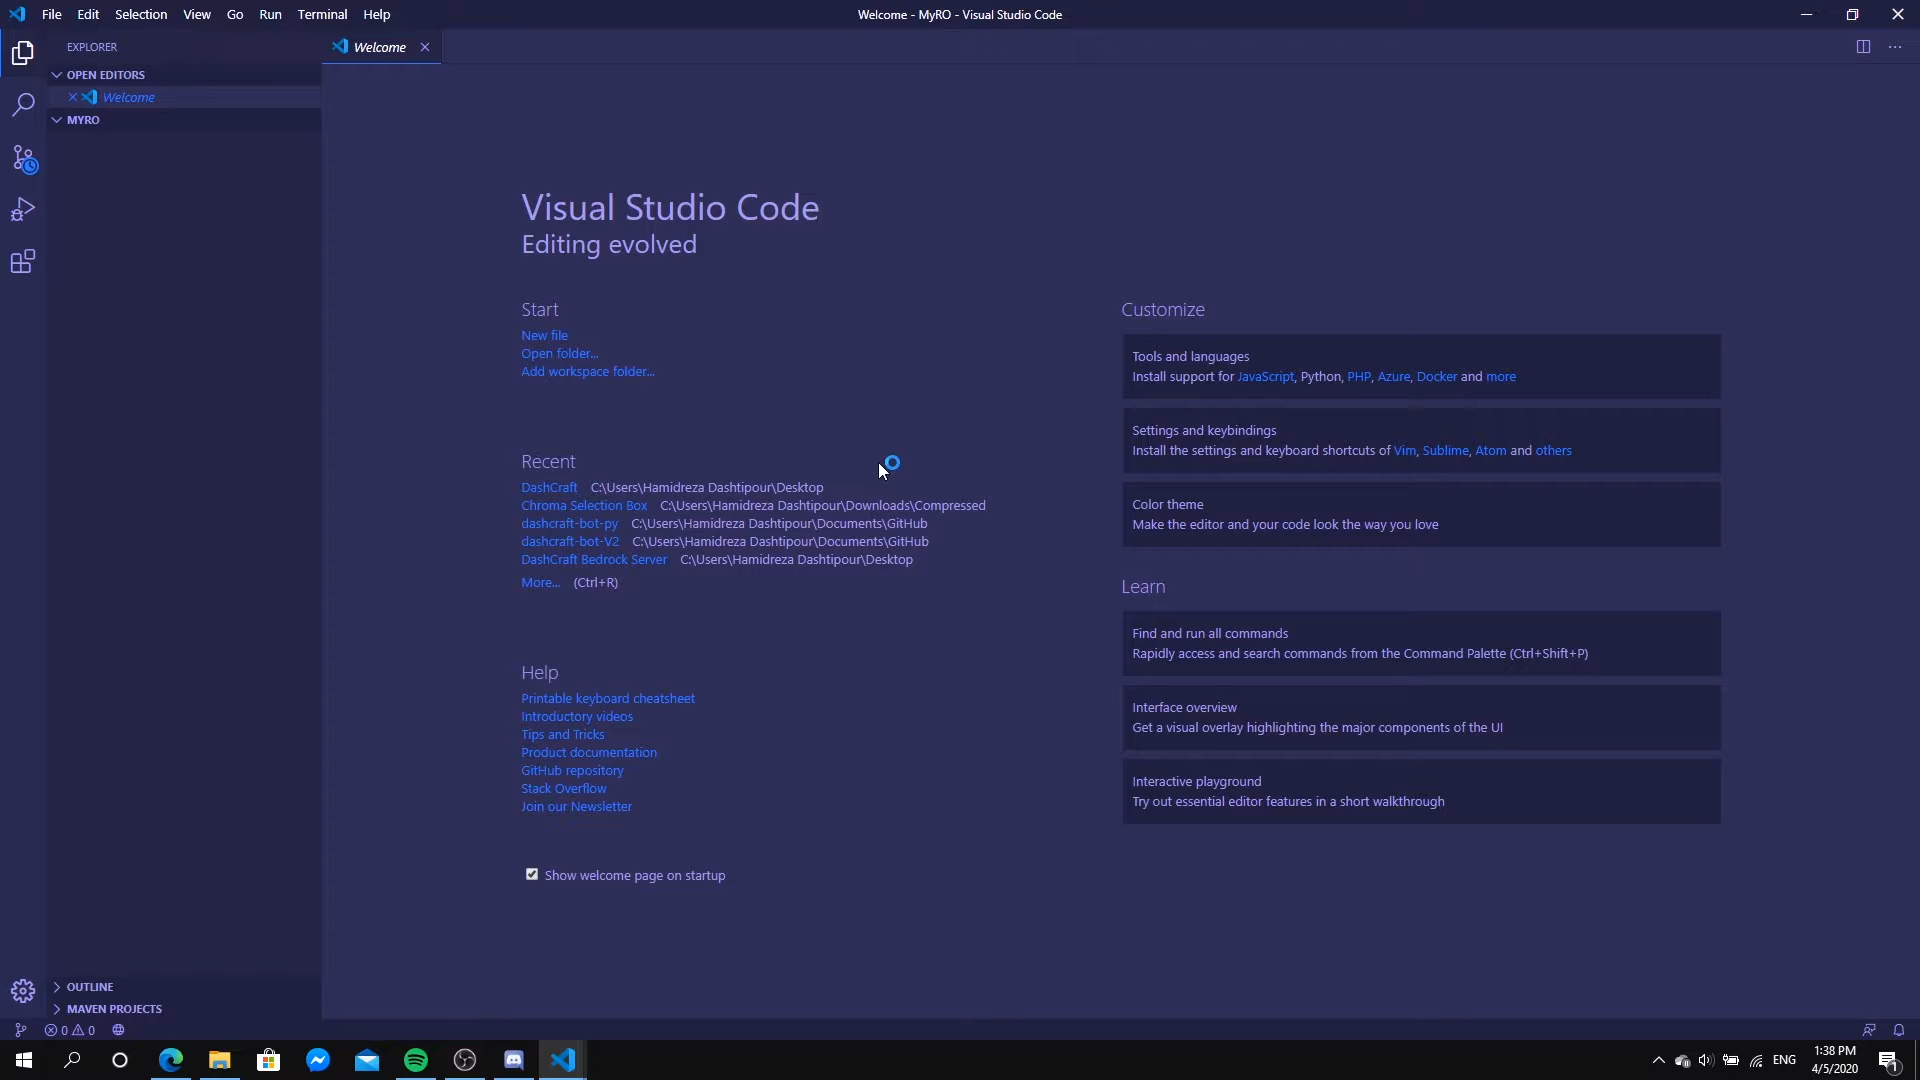 File Edit Selection View Go Run Terminal Help
Welcome - MyRO - Visual Studio Code
EXPLORER
Welcome
OPEN EDITORS
Welcome
MYRO
Visual Studio Code
Editing evolved
Start
New file
Open folder...
Add workspace folder...
Recent
DashCraft C:\Users\Hamidreza Dashtipour\Desktop
Chroma Selection Box C:\Users\Hamidreza Dashtipour\Downloads\Compressed
dashcraft-bot-py C:\Users\Hamidreza Dashtipour\Documents\GitHub
dashcraft-bot-V2 C:\Users\Hamidreza Dashtipour\Documents\GitHub
DashCraft Bedrock Server C:\Users\Hamidreza Dashtipour\Desktop
More... (Ctrl+R)
Help
Printable keyboard cheatsheet
Introductory videos
Tips and Tricks
Product documentation
GitHub repository
Stack Overflow
Join our Newsletter
Show welcome page on startup
Customize
Tools and languages
Install support for JavaScript, Python, PHP, Azure, Docker and more
Settings and keybindings
Install the settings and keyboard shortcuts of Vim, Sublime, Atom and others
Color theme
Make the editor and your code look the way you love
Learn
Find and run all commands
Rapidly access and search commands from the Command Palette (Ctrl+Shift+P)
Interface overview
Get a visual overlay highlighting the major components of the UI
Interactive playground
Try out essential editor features in a short walkthrough
OUTLINE
MAVEN PROJECTS
0 0
ENG
1:38 PM
4/5/2020
1